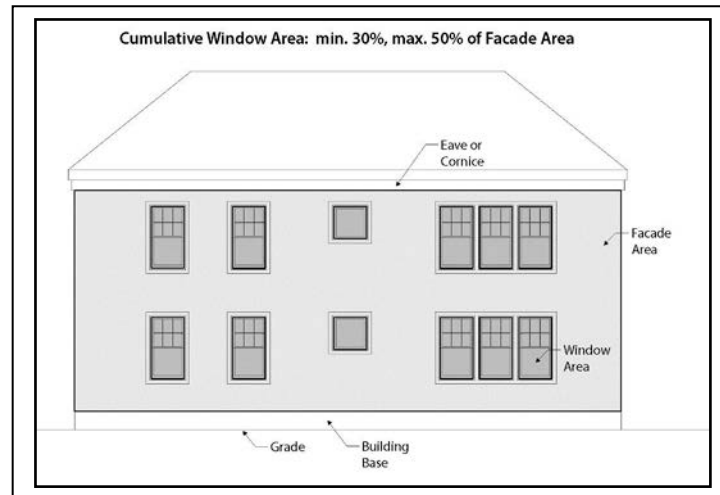 Cumulative Window Area: min. 30%, max. 50% of Facade Area
Eave or
Cornice
Facade
Area
Window
Area
Grade
Building
Base